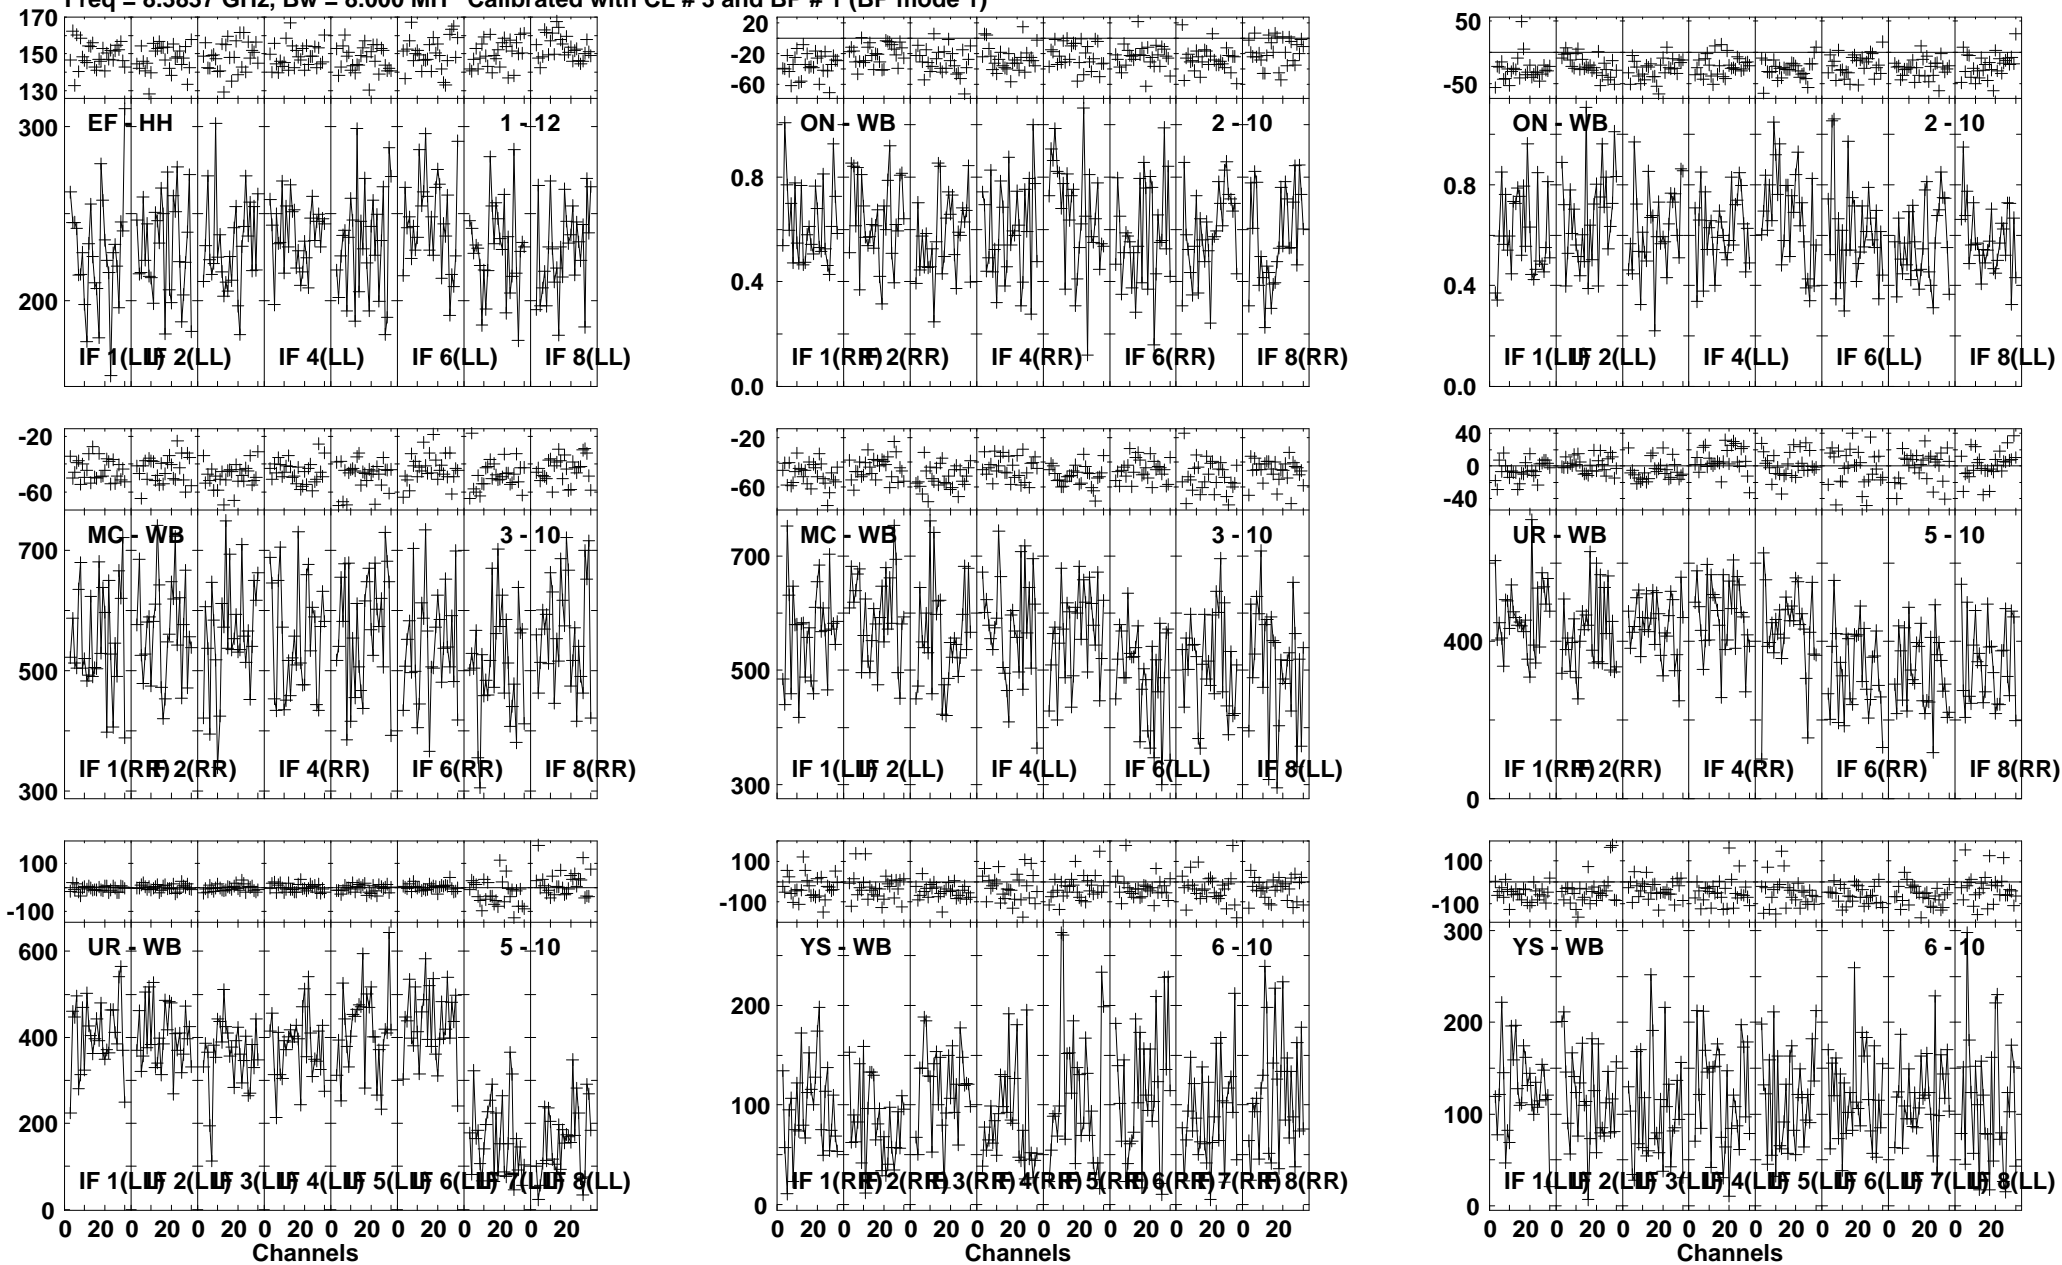 Freq = 8.3837 GHz, Bw = 8.000 MH Calibrated with CL # 3 and BP # 1 (BP mode 1)
170
150
130
EF - HH 1 - 12
300
200
IF 1(LL) IF 2(LL) IF 4(LL) IF 6(LL) IF 8(LL)
20
-20
-60
ON - WB 2 - 10
0.8
0.4
0.0
IF 1(RR) IF 2(RR) IF 4(RR) IF 6(RR) IF 8(RR)
50
-50
ON - WB 2 - 10
0.8
0.4
0.0
IF 1(LL) IF 2(LL) IF 4(LL) IF 6(LL) IF 8(LL)
-20
-60
MC - WB 3 - 10
700
500
300
IF 1(RR) IF 2(RR) IF 4(RR) IF 6(RR) IF 8(RR)
-20
-60
MC - WB 3 - 10
700
500
300
IF 1(LL) IF 2(LL) IF 4(LL) IF 6(LL) IF 8(LL)
40
0
-40
UR - WB 5 - 10
400
0
IF 1(RR) IF 2(RR) IF 4(RR) IF 6(RR) IF 8(RR)
100
-100
UR - WB 5 - 10
600
400
200
0
IF 1(LL) IF 2(LL) IF 3(LL) IF 4(LL) IF 5(LL) IF 6(LL) IF 7(LL) IF 8(LL)
0 20 0 20 0 20 0 20 0 20 0 20 0 20 0 20
Channels
100
-100
YS - WB 6 - 10
200
100
0
IF 1(RR) IF 2(RR) IF 3(RR) IF 4(RR) IF 5(RR) IF 6(RR) IF 7(RR) IF 8(RR)
0 20 0 20 0 20 0 20 0 20 0 20 0 20 0 20
100
-100
YS - WB 6 - 10
300
200
100
0
IF 1(LL) IF 2(LL) IF 3(LL) IF 4(LL) IF 5(LL) IF 6(LL) IF 7(LL) IF 8(LL)
0 20 0 20 0 20 0 20 0 20 0 20 0 20 0 20
Channels